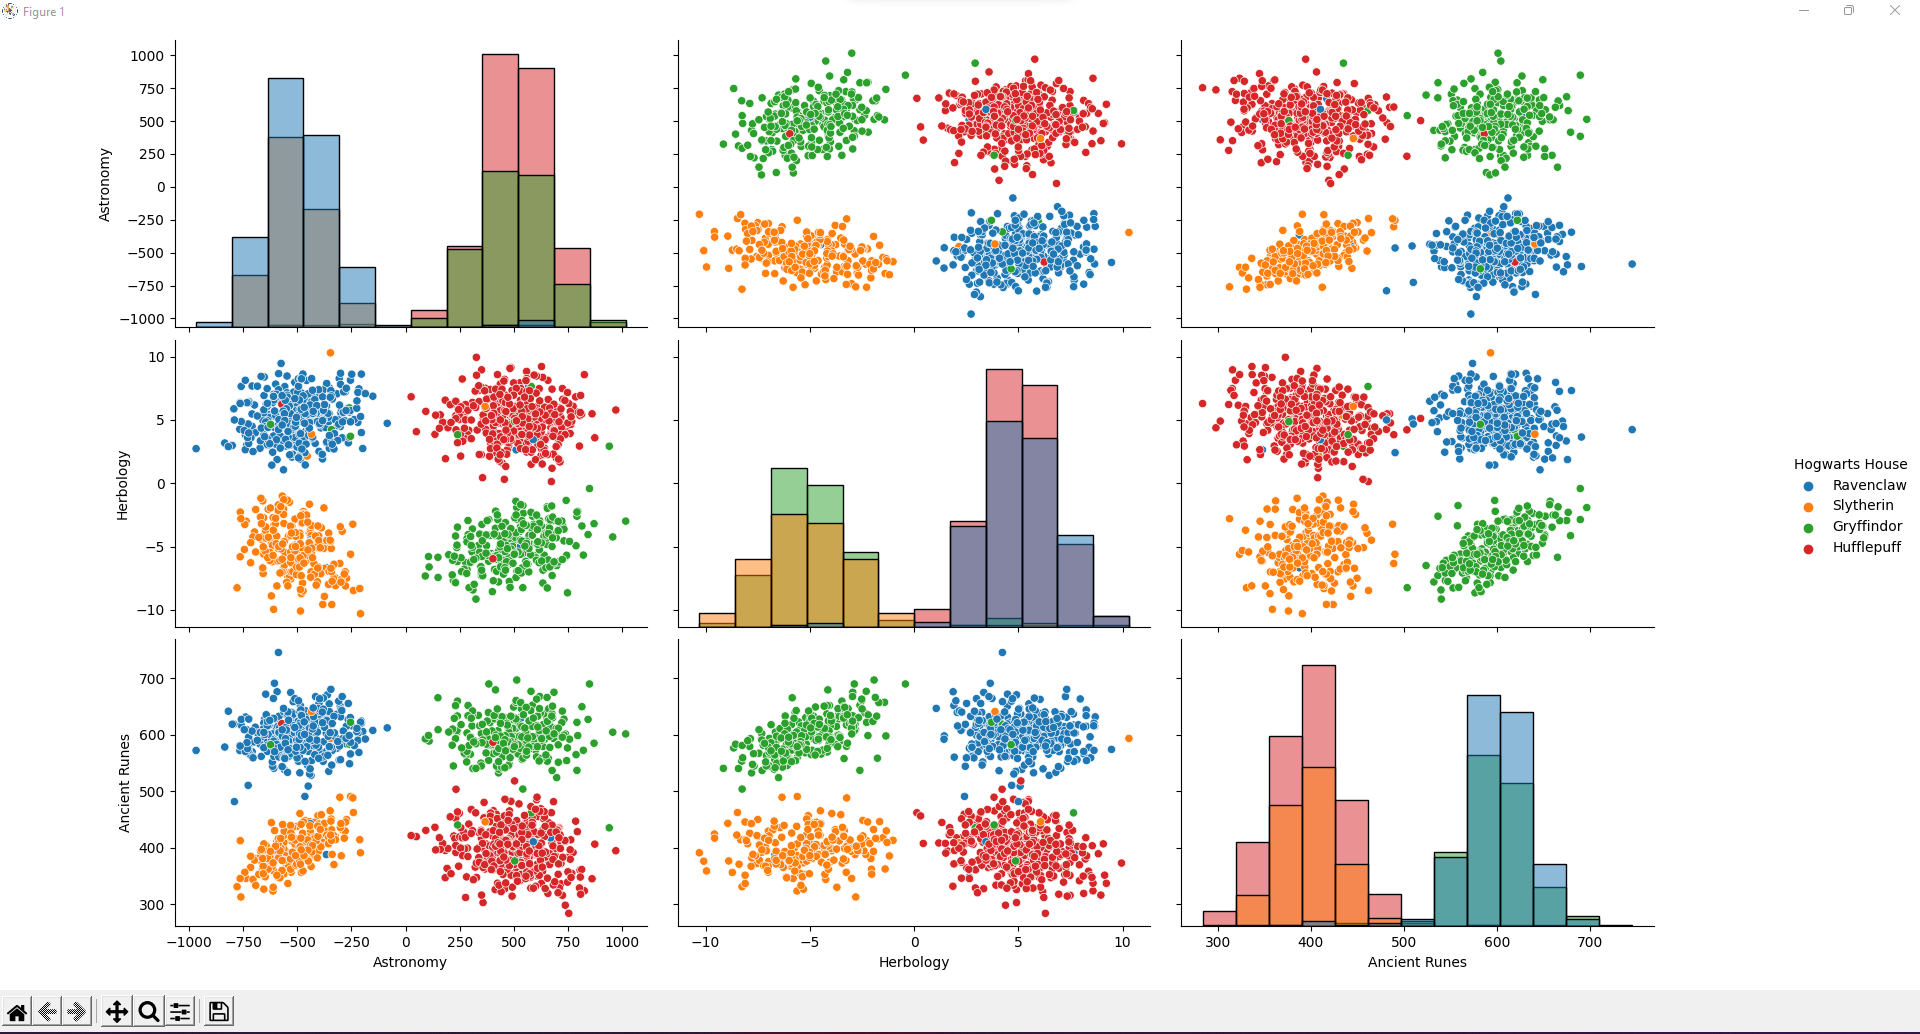 Figure 1
1000
750
500
250
0
−250
−500
−750
−1000
Astronomy
10
5
0
−5
−10
Herbology
Hogwarts House
Ravenclaw
Slytherin
Gryffindor
Hufflepuff
700
600
500
400
300
Ancient Runes
−1000 −750 −500 −250 0 250 500 750 1000
−10 −5 0 5 10
300 400 500 600 700
Astronomy
Herbology
Ancient Runes